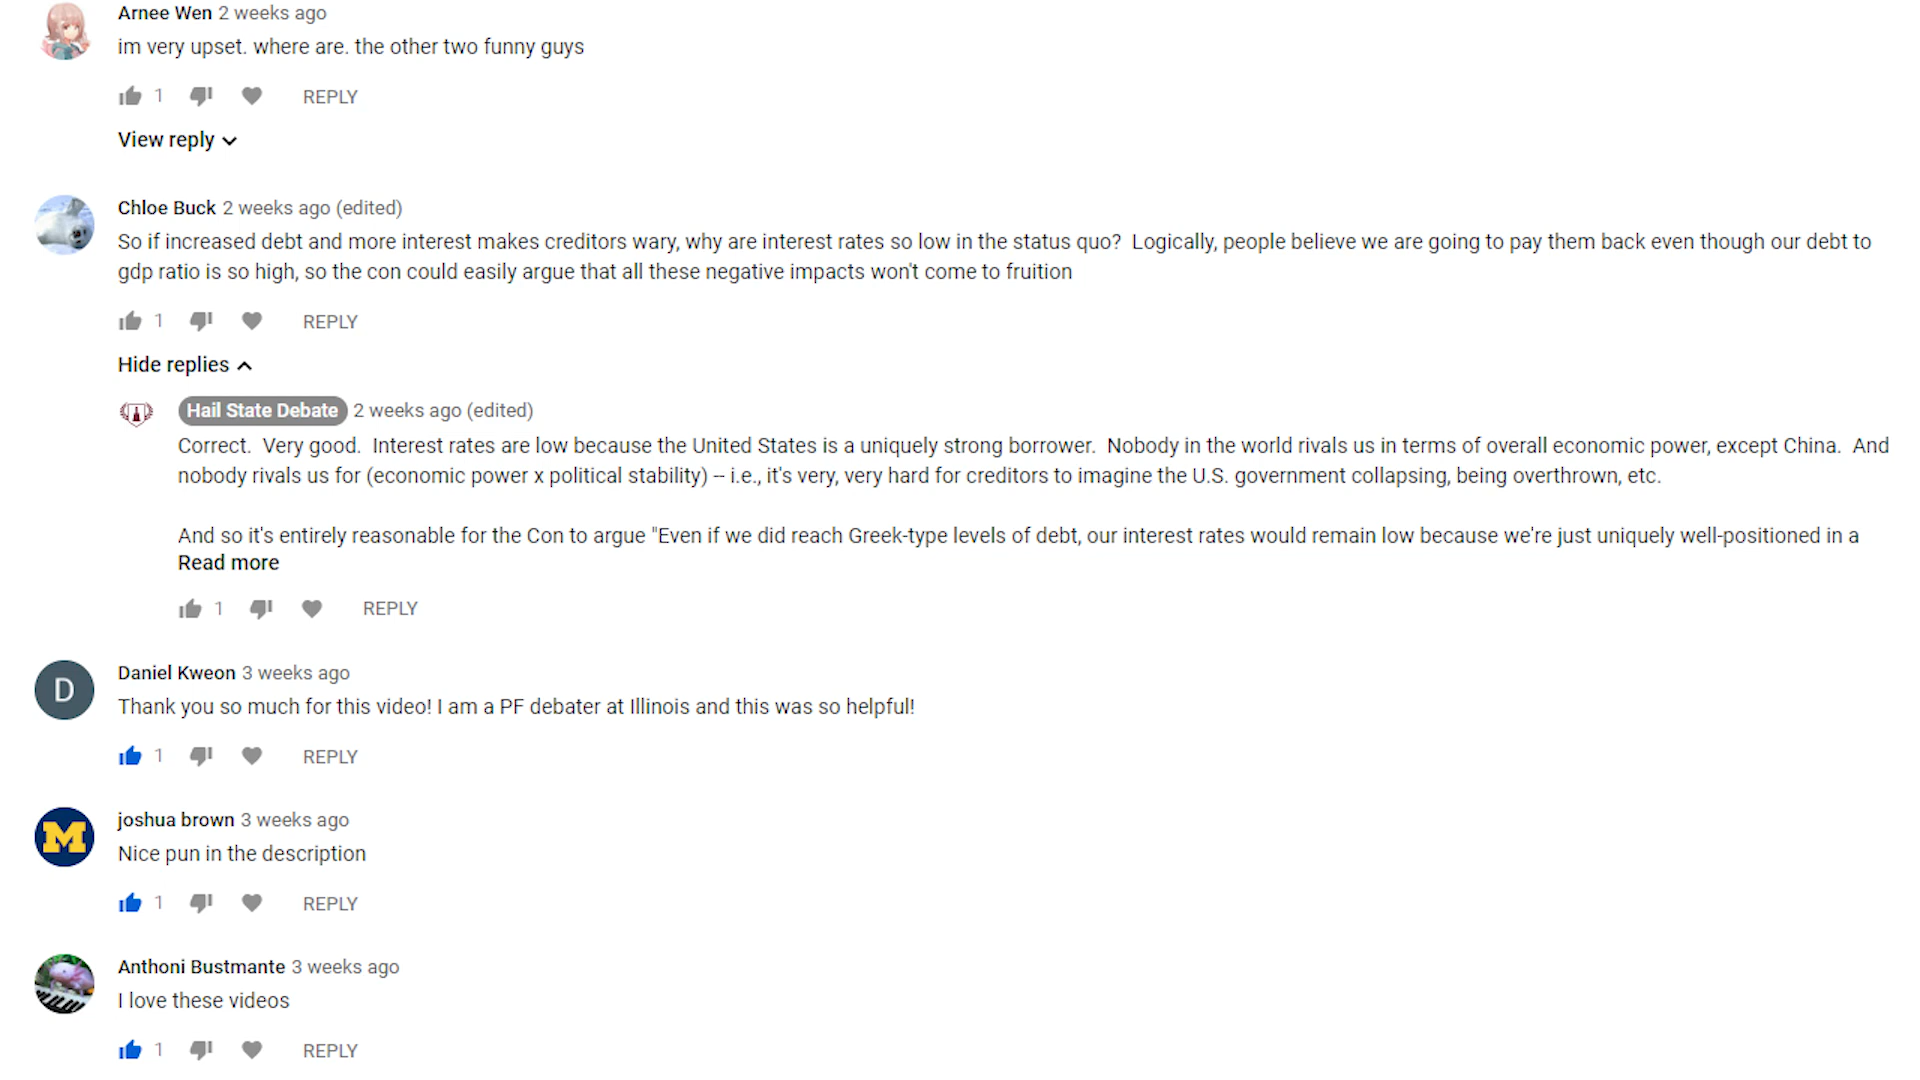 Arnee Wen 2 weeks ago
im very upset. where are. the other two funny guys
1 REPLY
View reply
Chloe Buck 2 weeks ago (edited)
So if increased debt and more interest makes creditors wary, why are interest rates so low in the status quo?  Logically, people believe we are going to pay them back even though our debt to
gdp ratio is so high, so the con could easily argue that all these negative impacts won't come to fruition
1 REPLY
Hide replies
Hail State Debate 2 weeks ago (edited)
Correct.  Very good.  Interest rates are low because the United States is a uniquely strong borrower.  Nobody in the world rivals us in terms of overall economic power, except China.  And
nobody rivals us for (economic power x political stability) -- i.e., it's very, very hard for creditors to imagine the U.S. government collapsing, being overthrown, etc.
And so it's entirely reasonable for the Con to argue "Even if we did reach Greek-type levels of debt, our interest rates would remain low because we're just uniquely well-positioned in a
Read more
1 REPLY
D
Daniel Kweon 3 weeks ago
Thank you so much for this video! I am a PF debater at Illinois and this was so helpful!
1 REPLY
M
joshua brown 3 weeks ago
Nice pun in the description
1 REPLY
Anthoni Bustmante 3 weeks ago
I love these videos
1 REPLY